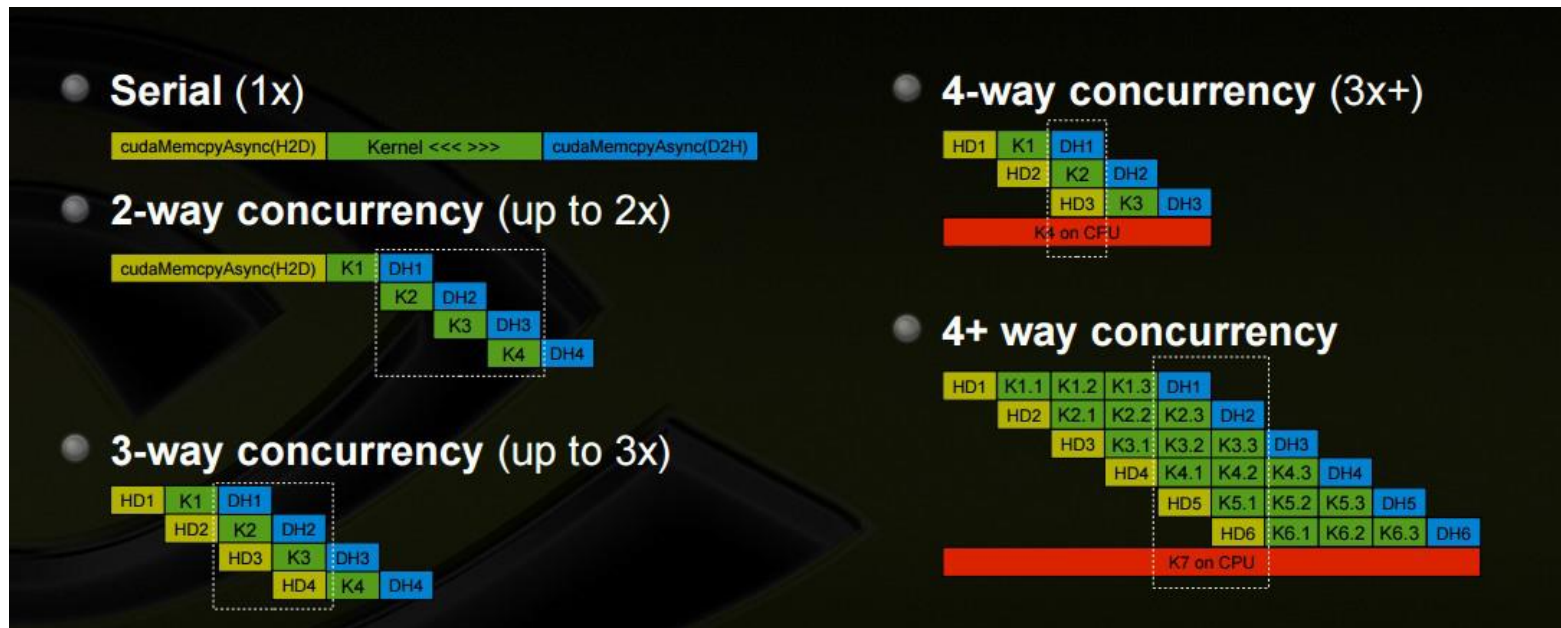 Serial (1x)
cudaMemcpyAsync(H2D) Kernel <<< >>> cudaMemcpyAsync(D2H)
2-way concurrency (up to 2x)
cudaMemcpyAsync(H2D) K1 DH1
K2 DH2
K3 DH3
K4 DH4
3-way concurrency (up to 3x)
HD1 K1 DH1
HD2 K2 DH2
HD3 K3 DH3
HD4 K4 DH4
4-way concurrency (3x+)
HD1 K1 DH1
HD2 K2 DH2
HD3 K3 DH3
K4 on CPU
4+ way concurrency
HD1 K1.1 K1.2 K1.3 DH1
HD2 K2.1 K2.2 K2.3 DH2
HD3 K3.1 K3.2 K3.3 DH3
HD4 K4.1 K4.2 K4.3 DH4
HD5 K5.1 K5.2 K5.3 DH5
HD6 K6.1 K6.2 K6.3 DH6
K7 on CPU